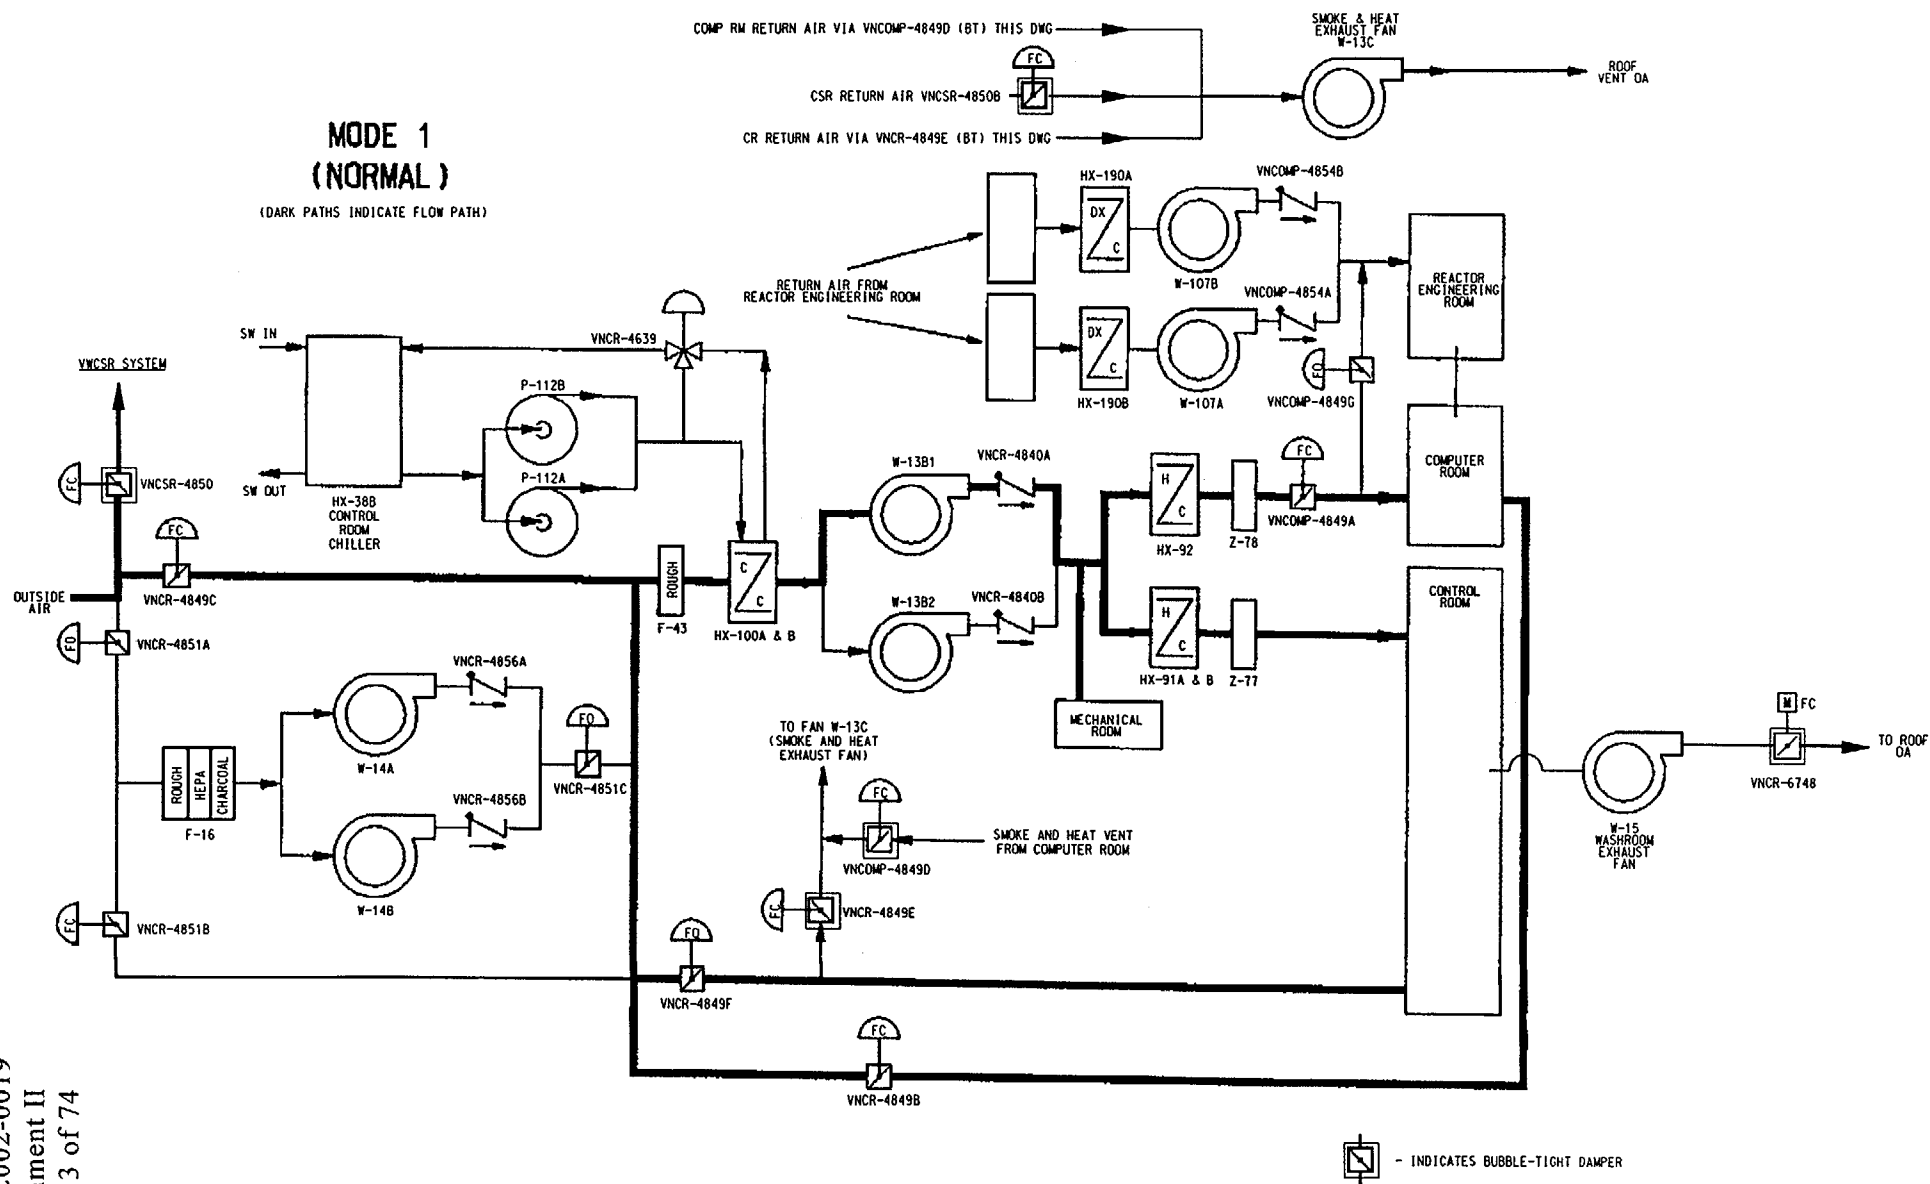 COMP RM RETURN AIR VIA VNCOMP-4849D (BT) THIS DWG
FC
CSR RETURN AIR VNCSR-4850B
CR RETURN AIR VIA VNCR-4849E (BT) THIS DWG
SMOKE & HEAT
EXHAUST FAN
W-13C
ROOF
VENT OA
MODE 1
(NORMAL)
(DARK PATHS INDICATE FLOW PATH)
HX-190A
DX
C
W-107B
VNCOMP-4854B
RETURN AIR FROM
REACTOR ENGINEERING ROOM
DX
C
HX-190B
W-107A
VNCOMP-4854A
REACTOR
ENGINEERING
ROOM
FO
VNCOMP-4849G
SW IN
SW OUT
HX-38B
CONTROL
ROOM
CHILLER
VNCR-4639
P-112B
P-112A
VWCSR SYSTEM
FC
VNCSR-4850
FC
VNCR-4849C
OUTSIDE
AIR
FO
VNCR-4851A
ROUGH
F-43
C
C
HX-100A & B
W-13B1
VNCR-4840A
W-13B2
VNCR-4840B
H
C
HX-92
Z-78
FC
VNCOMP-4849A
COMPUTER
ROOM
H
C
HX-91A & B
Z-77
CONTROL
ROOM
MECHANICAL
ROOM
ROUGH
HEPA
CHARCOAL
F-16
W-14A
VNCR-4856A
W-14B
VNCR-4856B
FO
VNCR-4851C
FC
VNCR-4851B
TO FAN W-13C
(SMOKE AND HEAT
EXHAUST FAN)
FC
VNCOMP-4849D
SMOKE AND HEAT VENT
FROM COMPUTER ROOM
FC
VNCR-4849E
FO
VNCR-4849F
FC
VNCR-4849B
W-15
WASHROOM
EXHAUST
FAN
M
FC
VNCR-6748
TO ROOF
OA
- INDICATES BUBBLE-TIGHT DAMPER
2002-0019
ment II
3 of 74